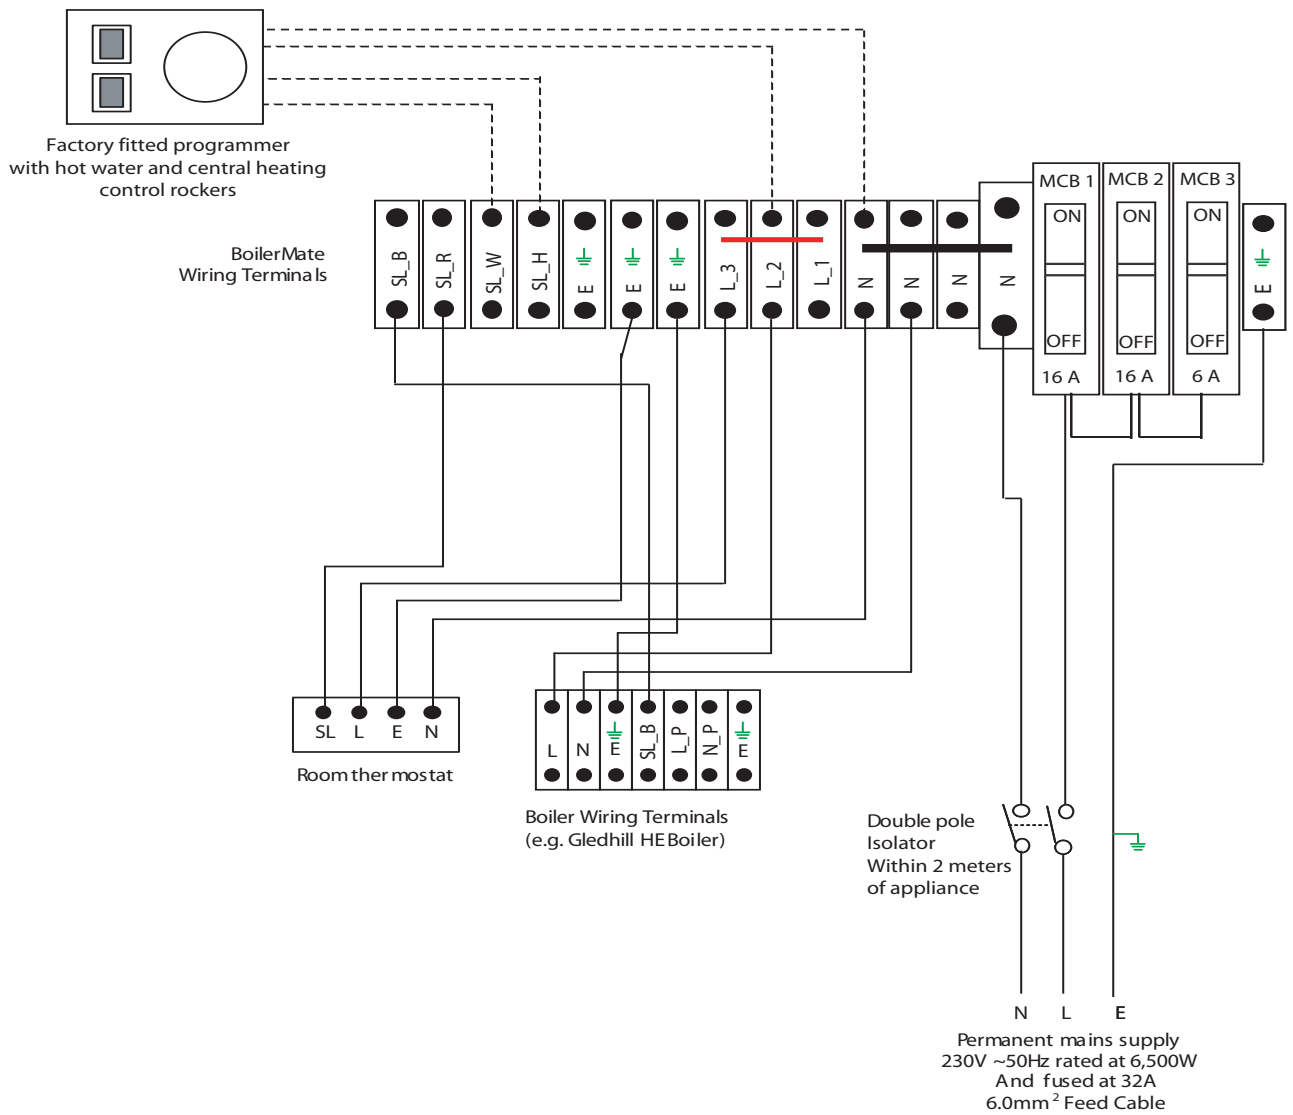 Factory fitted programmer
with hot water and central heating
control rockers
BoilerMate
Wiring Terminals
SL_B
SL_R
SL_W
SL_H
E
E
E
L_3
L_2
L_1
N
N
N
N
MCB 1
MCB 2
MCB 3
ON
ON
ON
OFF
OFF
OFF
16 A
16 A
6 A
E
SL
L
E
N
Room thermostat
L
N
E
SL_B
L_P
N_P
E
Boiler Wiring Terminals
(e.g. Gledhill HE Boiler)
Double pole
Isolator
Within 2 meters
of appliance
N
L
E
Permanent mains supply
230V ~50Hz rated at 6,500W
And fused at 32A
6.0mm² Feed Cable